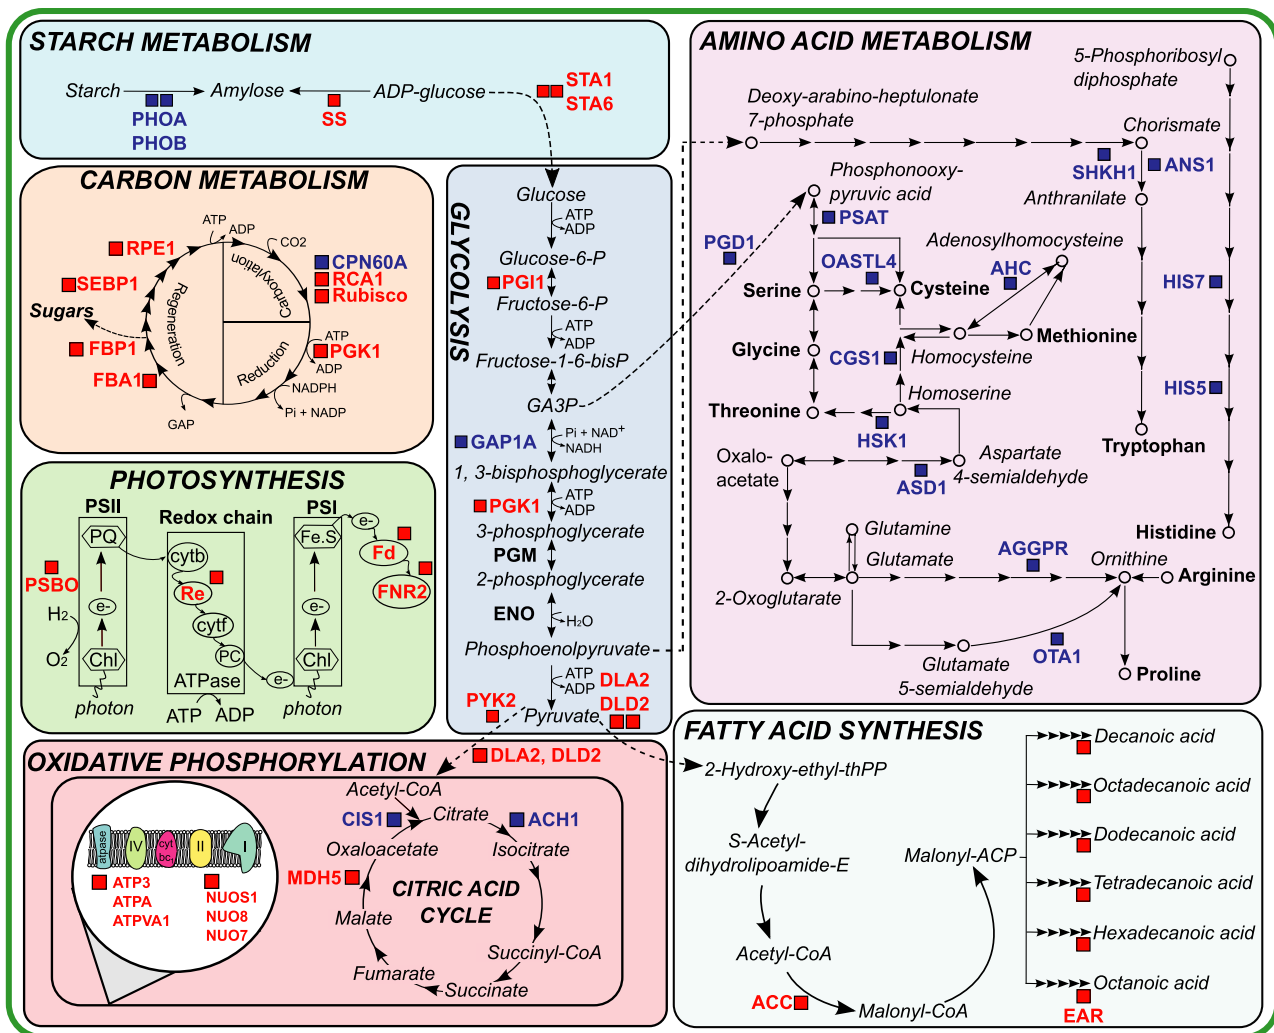 STARCH METABOLISM
Starch
Amylose
ADP-glucose
PHOA
PHOB
SS
STA1
STA6
CARBON METABOLISM
ATP
ADP
CO2
RPE1
SEBP1
Sugars
FBP1
FBA1
Regeneration
Carboxylation
Reduction
CPN60A
RCA1
Rubisco
ATP
PGK1
ADP
NADPH
Pi + NADP
GAP
PHOTOSYNTHESIS
PSII
Redox chain
PSI
PQ
cytb
Fe.S
e-
Fd
PSBO
Re
FNR2
H2
e-
cytf
e-
O2
Chl
PC
Chl
ATPase
e-
photon
ATP
ADP
photon
GLYCOLYSIS
Glucose
ATP
ADP
Glucose-6-P
PGI1
Fructose-6-P
ATP
ADP
Fructose-1-6-bisP
GA3P
GAP1A
Pi + NAD+
NADH
1, 3-bisphosphoglycerate
PGK1
ATP
ADP
3-phosphoglycerate
PGM
2-phosphoglycerate
ENO
H2O
Phosphoenolpyruvate
ATP
ADP
DLA2
DLD2
PYK2
Pyruvate
OXIDATIVE PHOSPHORYLATION
DLA2, DLD2
Acetyl-CoA
CIS1
Citrate
ACH1
Oxaloacetate
Isocitrate
MDH5
CITRIC ACID
CYCLE
Malate
Succinyl-CoA
Fumarate
Succinate
atpase
IV
cyt
bc1
II
I
ATP3
ATPA
ATPVA1
NUOS1
NUO8
NUO7
AMINO ACID METABOLISM
5-Phosphoribosyl
diphosphate
Deoxy-arabino-heptulonate
7-phosphate
Chorismate
SHKH1
ANS1
Phosphonooxy-
pyruvic acid
Anthranilate
PSAT
PGD1
OASTL4
Adenosylhomocysteine
AHC
HIS7
Serine
Cysteine
Methionine
Glycine
CGS1
Homocysteine
Homoserine
HIS5
Threonine
HSK1
Tryptophan
Oxalo-
acetate
ASD1
Aspartate
4-semialdehyde
Glutamine
Histidine
Glutamate
AGGPR
Ornithine
Arginine
2-Oxoglutarate
OTA1
Glutamate
5-semialdehyde
Proline
FATTY ACID SYNTHESIS
2-Hydroxy-ethyl-thPP
Decanoic acid
Octadecanoic acid
S-Acetyl-
dihydrolipoamide-E
Dodecanoic acid
Malonyl-ACP
Tetradecanoic acid
Hexadecanoic acid
Acetyl-CoA
Octanoic acid
ACC
Malonyl-CoA
EAR